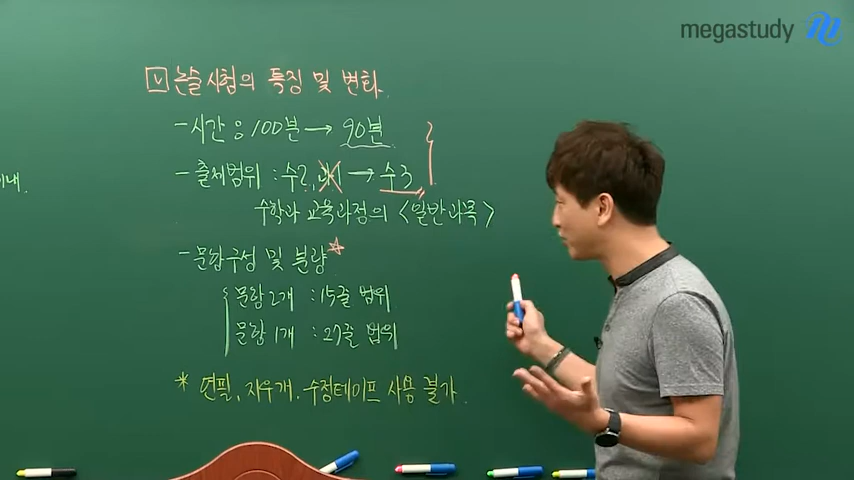 megastudy
V 논술시험의 특징 및 변화
이내.
- 시간 : 100분 → 90분
- 출제범위 : 수2, → 수3
수학과 교육과정의 <일반과목>
- 문항구성 및 분량 ☆
문항 2개 : 15줄 범위
문항 1개 : 27줄 범위
* 연필, 지우개, 수정테이프 사용 불가.